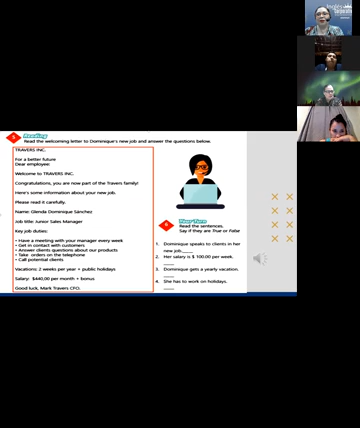 Inglés
5 Reading
Read the welcoming letter to Dominique's new job and answer the questions below.
TRAVERS INC.
For a better future
Dear employee:
Welcome to TRAVERS INC.
Congratulations, you are now part of the Travers family!
Here's some information about your new job,
Please read it carefully.
Name: Glenda Dominique Sánchez
Job title: Junior Sales Manager
Key job duties:
• Have a meeting with your manager every week
• Get in contact with customers
• Answer clients questions about our products
• Take orders on the telephone
• Call potential clients
Vacations: 2 weeks per year + public holidays
Salary: $440,00 per month + bonus
Good luck, Mark Travers CFO.
Your Turn
Read the sentences.
Say if they are True or False
1. Dominique speaks to clients in her
new job.____
2. Her salary is $ 100.00 per week.
____
3. Dominique gets a yearly vacation.
____
4. She has to work on holidays.
____